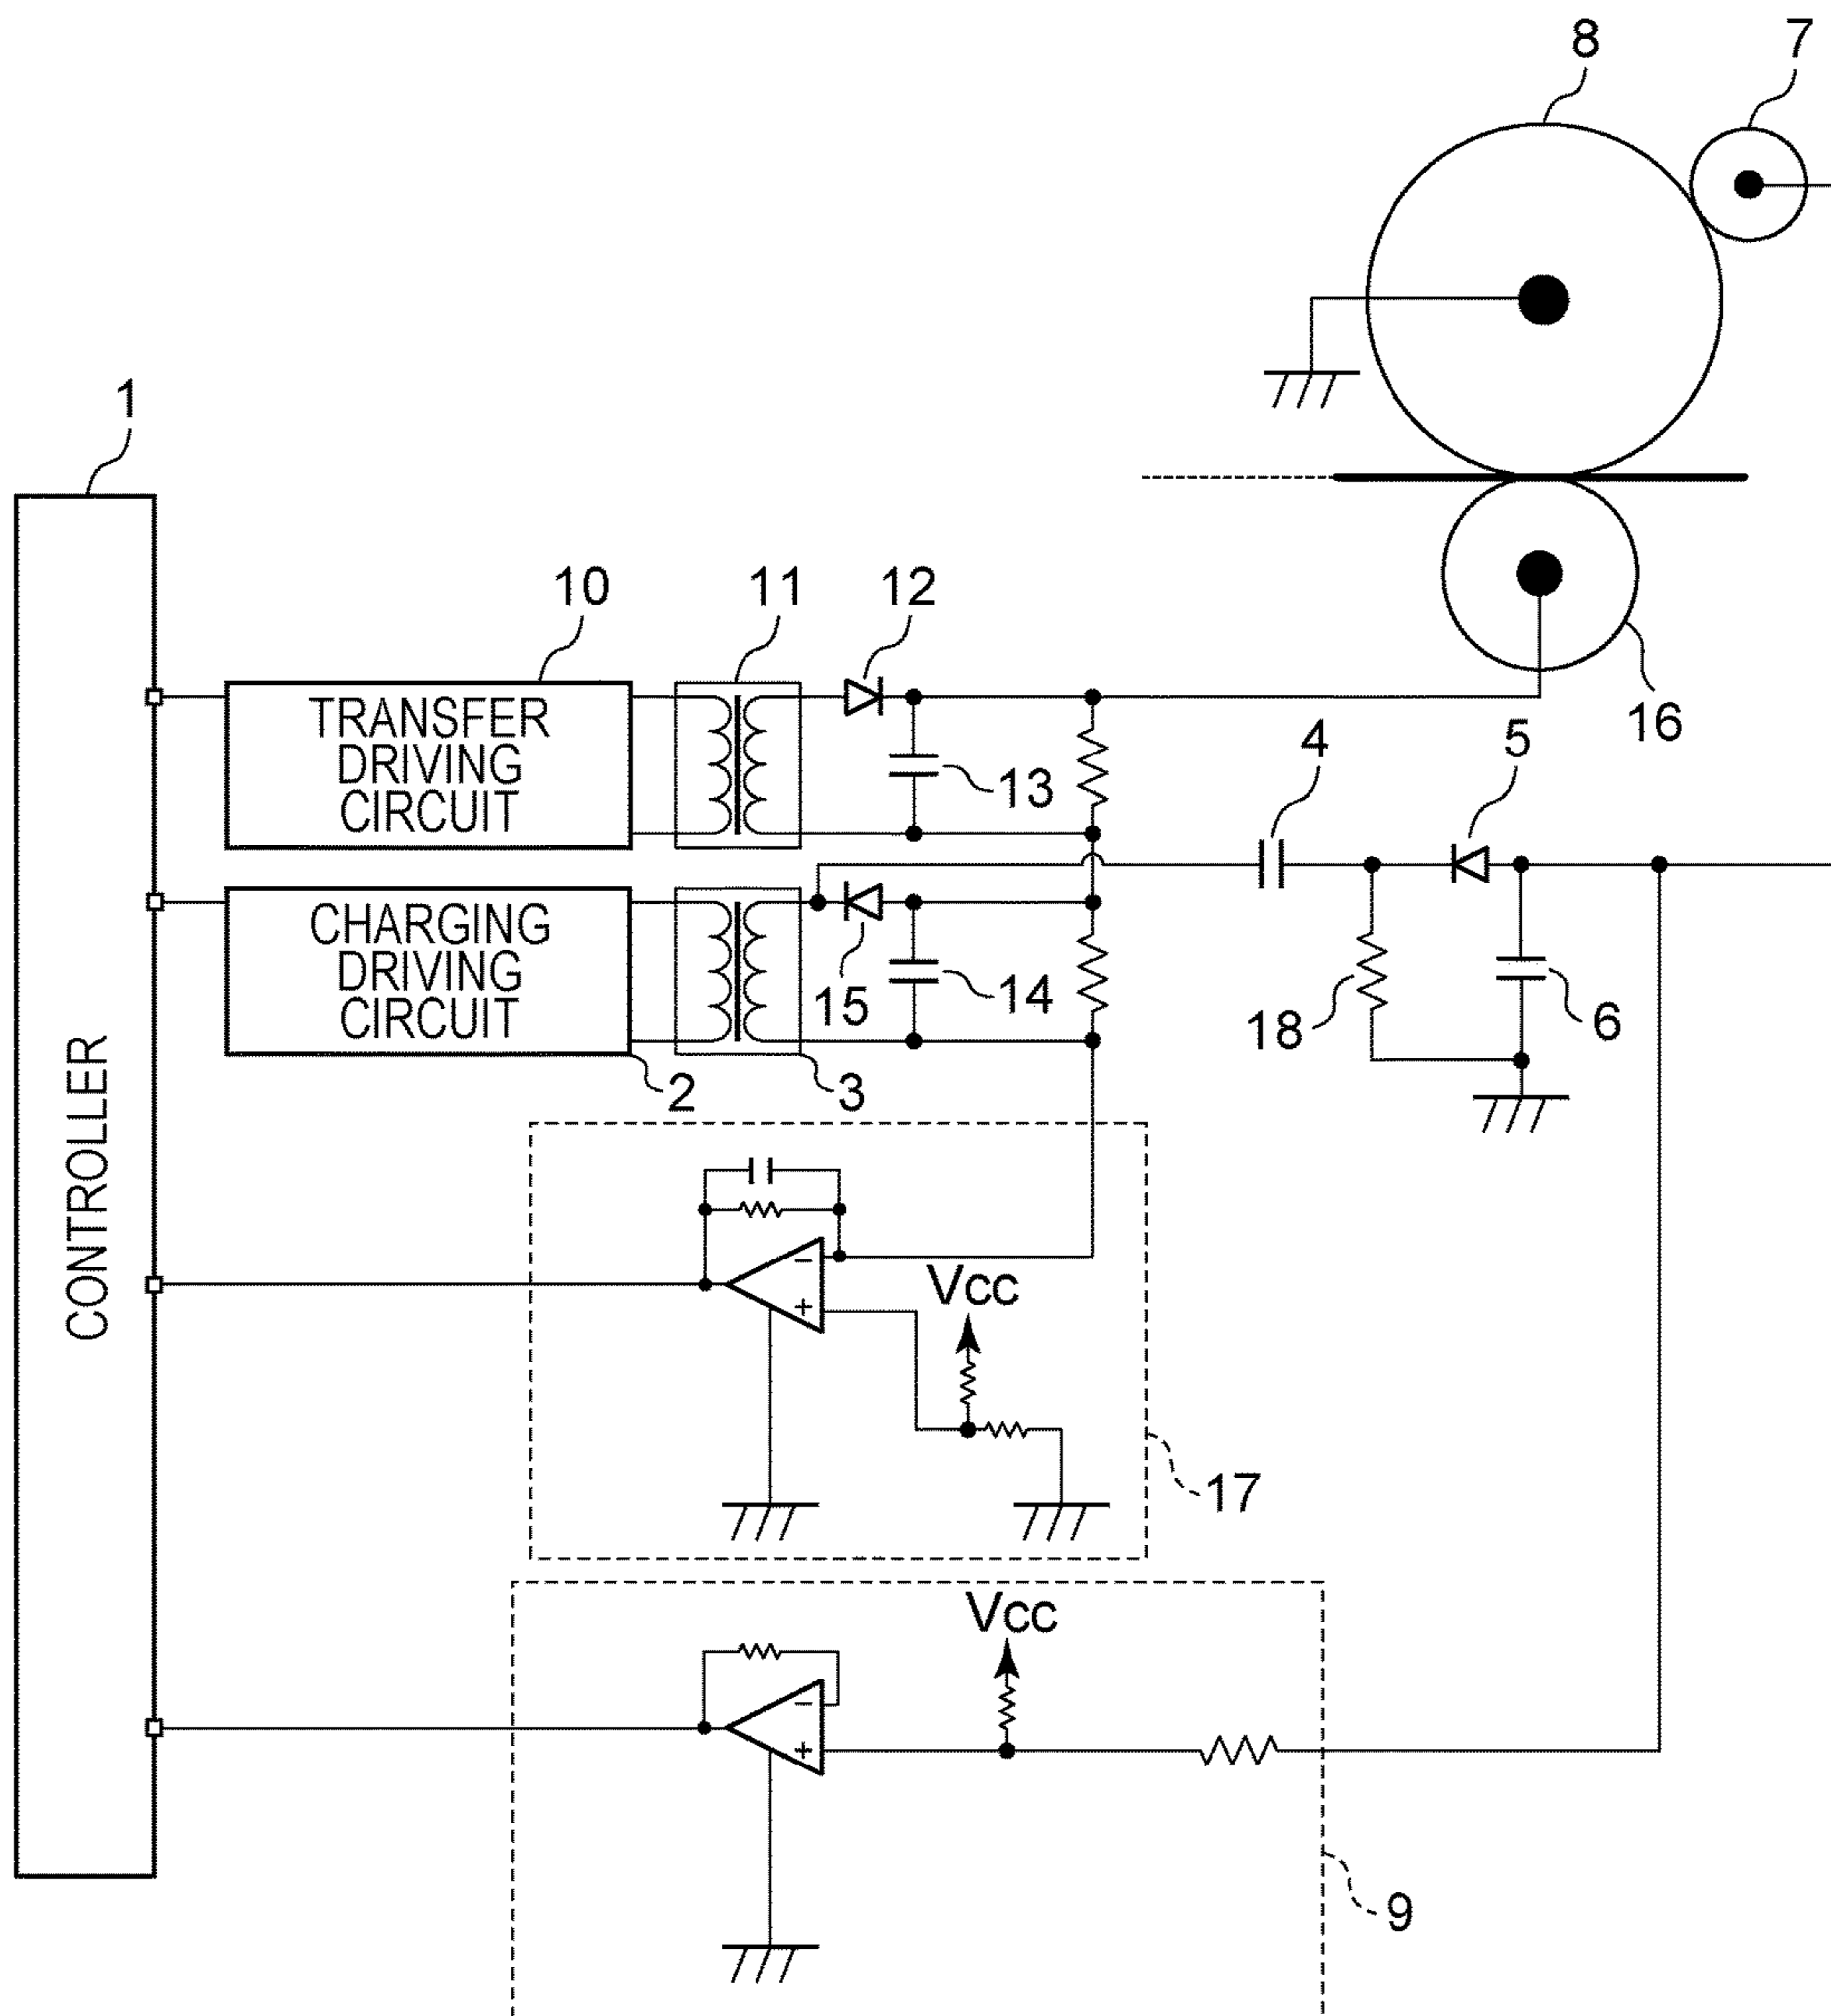 8
7
1
10
11
12
TRANSFER
DRIVING
CIRCUIT
16
4
5
13
CHARGING
DRIVING
CIRCUIT
15
14
18
6
2
3
CONTROLLER
−
+
Vcc
17
Vcc
−
+
9